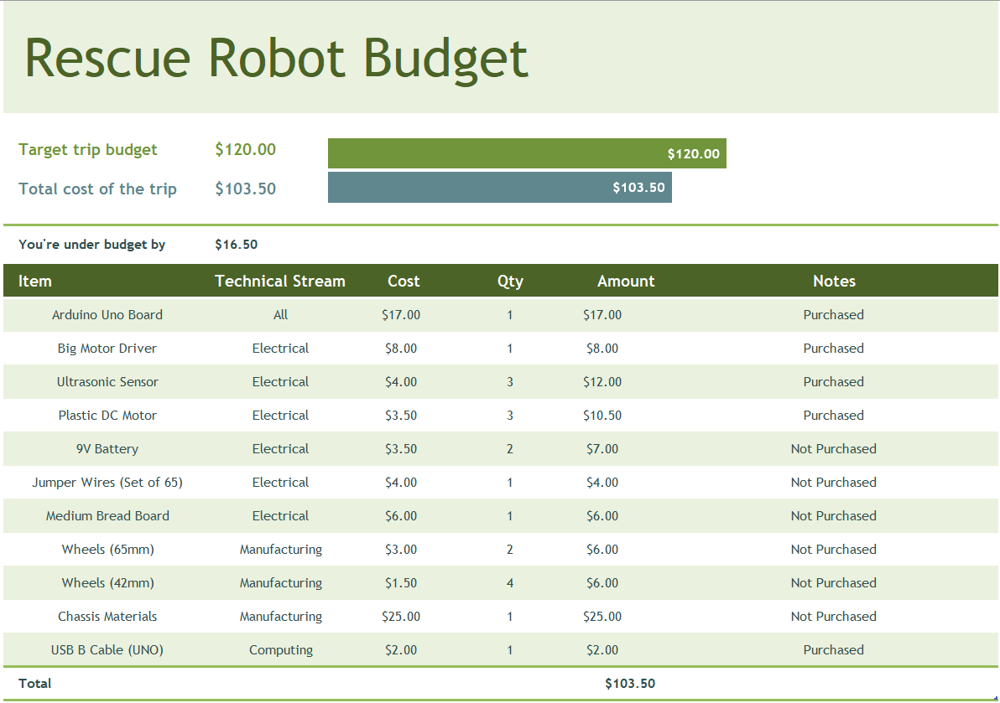 Rescue Robot Budget
Target trip budget $120.00 $120.00
Total cost of the trip $103.50 $103.50
You're under budget by $16.50
Item Technical Stream Cost Qty Amount Notes
Arduino Uno Board All $17.00 1 $17.00 Purchased
Big Motor Driver Electrical $8.00 1 $8.00 Purchased
Ultrasonic Sensor Electrical $4.00 3 $12.00 Purchased
Plastic DC Motor Electrical $3.50 3 $10.50 Purchased
9V Battery Electrical $3.50 2 $7.00 Not Purchased
Jumper Wires (Set of 65) Electrical $4.00 1 $4.00 Not Purchased
Medium Bread Board Electrical $6.00 1 $6.00 Not Purchased
Wheels (65mm) Manufacturing $3.00 2 $6.00 Not Purchased
Wheels (42mm) Manufacturing $1.50 4 $6.00 Not Purchased
Chassis Materials Manufacturing $25.00 1 $25.00 Not Purchased
USB B Cable (UNO) Computing $2.00 1 $2.00 Purchased
Total $103.50